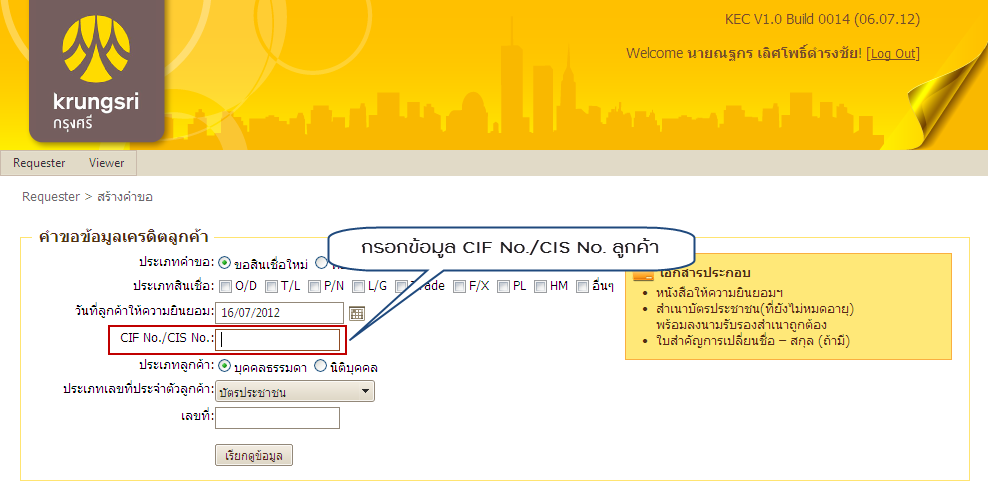 KEC V1.0 Build 0014 (06.07.12)
Welcome นายณฐกร เลิศโพธิ์ดำรงชัย! [Log Out]
krungsri
กรุงศรี
Requester Viewer
Requester > สร้างคำขอ
คำขอข้อมูลเครดิตลูกค้า
กรอกข้อมูล CIF No./CIS No. ลูกค้า
ประเภทคำขอ: ขอสินเชื่อใหม่
ประเภทสินเชื่อ: O/D T/L P/N L/G Trade F/X PL HM อื่นๆ
วันที่ลูกค้าให้ความยินยอม: 16/07/2012
CIF No./CIS No.:
ประเภทลูกค้า: บุคคลธรรมดา นิติบุคคล
ประเภทเลขที่ประจำตัวลูกค้า: บัตรประชาชน
เลขที่:
เรียกดูข้อมูล
เอกสารประกอบ
• หนังสือให้ความยินยอมฯ
• สำเนาบัตรประชาชน(ที่ยังไม่หมดอายุ)
พร้อมลงนามรับรองสำเนาถูกต้อง
• ใบสำคัญการเปลี่ยนชื่อ – สกุล (ถ้ามี)